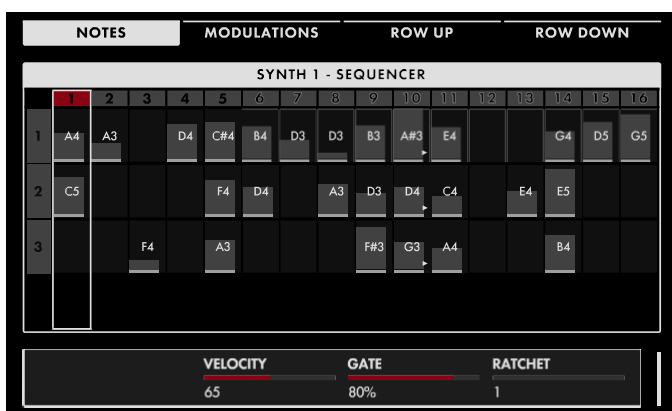 NOTES MODULATIONS ROW UP ROW DOWN
SYNTH 1 - SEQUENCER
1 2 3 4 5 6 7 8 9 10 11 12 13 14 15 16
1 A4 A3 D4 C#4 B4 D3 D3 B3 A#3 E4 G4 D5 G5
2 C5 F4 D4 A3 D3 D4 C4 E4 E5
3 F4 A3 F#3 G3 A4 B4
VELOCITY GATE RATCHET
65 80% 1